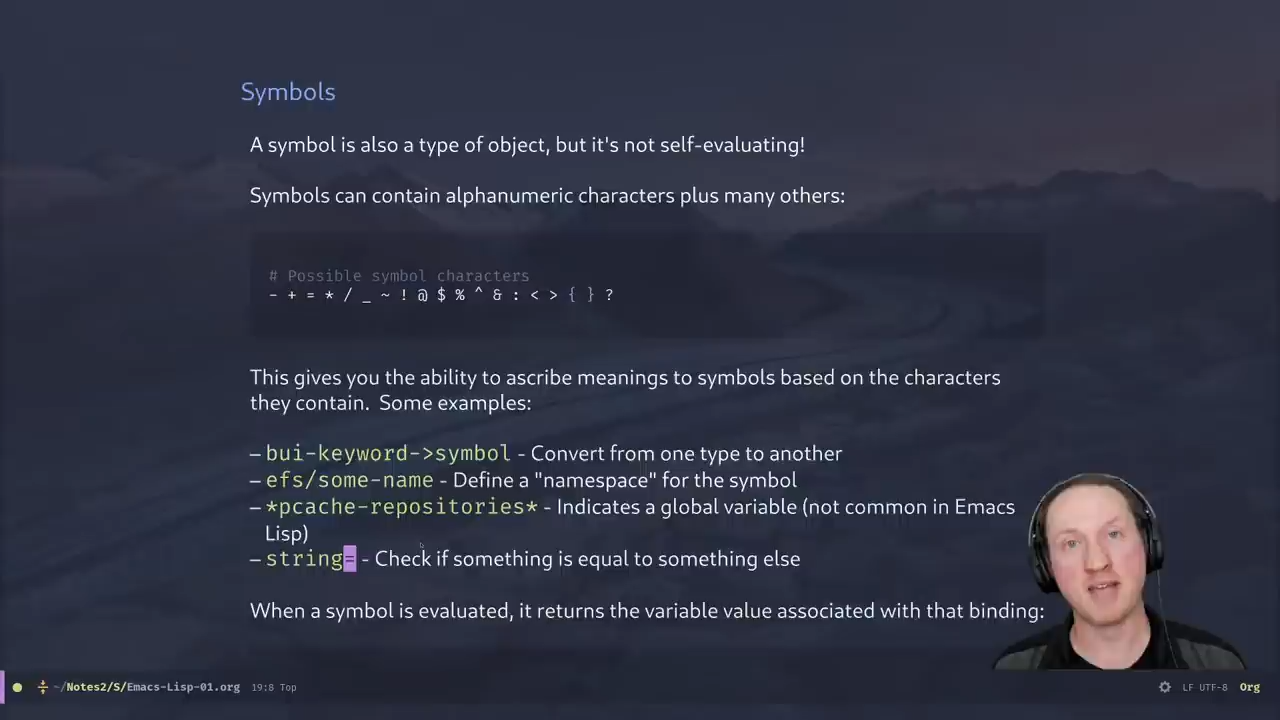 Symbols
A symbol is also a type of object, but it's not self-evaluating!
Symbols can contain alphanumeric characters plus many others:
# Possible symbol characters
- + = * / _ ~ ! @ $ % ^ & : < > { } ?
This gives you the ability to ascribe meanings to symbols based on the characters
they contain.  Some examples:
– bui-keyword->symbol - Convert from one type to another
– efs/some-name - Define a "namespace" for the symbol
– *pcache-repositories* - Indicates a global variable (not common in Emacs
Lisp)
– string= - Check if something is equal to something else
When a symbol is evaluated, it returns the variable value associated with that binding:
~/Notes2/S/Emacs-Lisp-01.org 19:8 Top LF UTF-8 Org